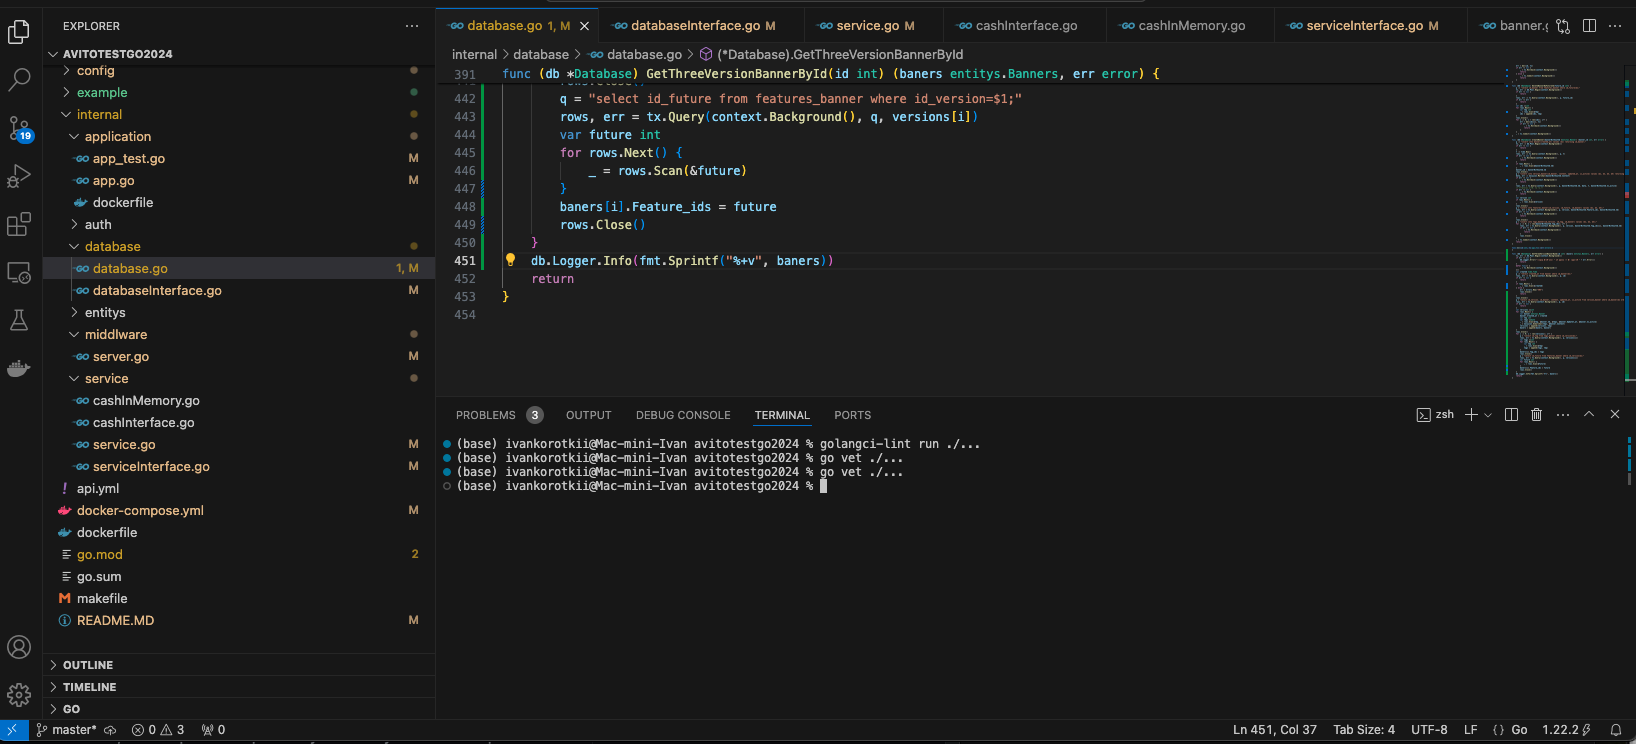 EXPLORER
AVITOTESTGO2024
config
example
internal
application
app_test.go M
app.go M
dockerfile
auth
database
database.go 1, M
databaseInterface.go M
entitys
middlware
server.go M
service
cashInMemory.go
cashInterface.go
service.go M
serviceInterface.go M
api.yml
docker-compose.yml M
dockerfile
go.mod 2
go.sum
makefile
README.MD M
OUTLINE
TIMELINE
GO
19
database.go 1, M
databaseInterface.go M
service.go M
cashInterface.go
cashInMemory.go
serviceInterface.go M
banner.g
internal > database > database.go > (*Database).GetThreeVersionBannerById
391 func (db *Database) GetThreeVersionBannerById(id int) (baners entitys.Banners, err error) {
442 q = "select id_future from features_banner where id_version=$1;"
443 rows, err = tx.Query(context.Background(), q, versions[i])
444 var future int
445 for rows.Next() {
446 _ = rows.Scan(&future)
447 }
448 baners[i].Feature_ids = future
449 rows.Close()
450 }
451 db.Logger.Info(fmt.Sprintf("%+v", baners))
452 return
453 }
454
PROBLEMS 3 OUTPUT DEBUG CONSOLE TERMINAL PORTS
zsh
(base) ivankorotkii@Mac-mini-Ivan avitotestgo2024 % golangci-lint run ./...
(base) ivankorotkii@Mac-mini-Ivan avitotestgo2024 % go vet ./...
(base) ivankorotkii@Mac-mini-Ivan avitotestgo2024 % go vet ./...
(base) ivankorotkii@Mac-mini-Ivan avitotestgo2024 %
master* 0 3 0
Ln 451, Col 37 Tab Size: 4 UTF-8 LF {} Go 1.22.2